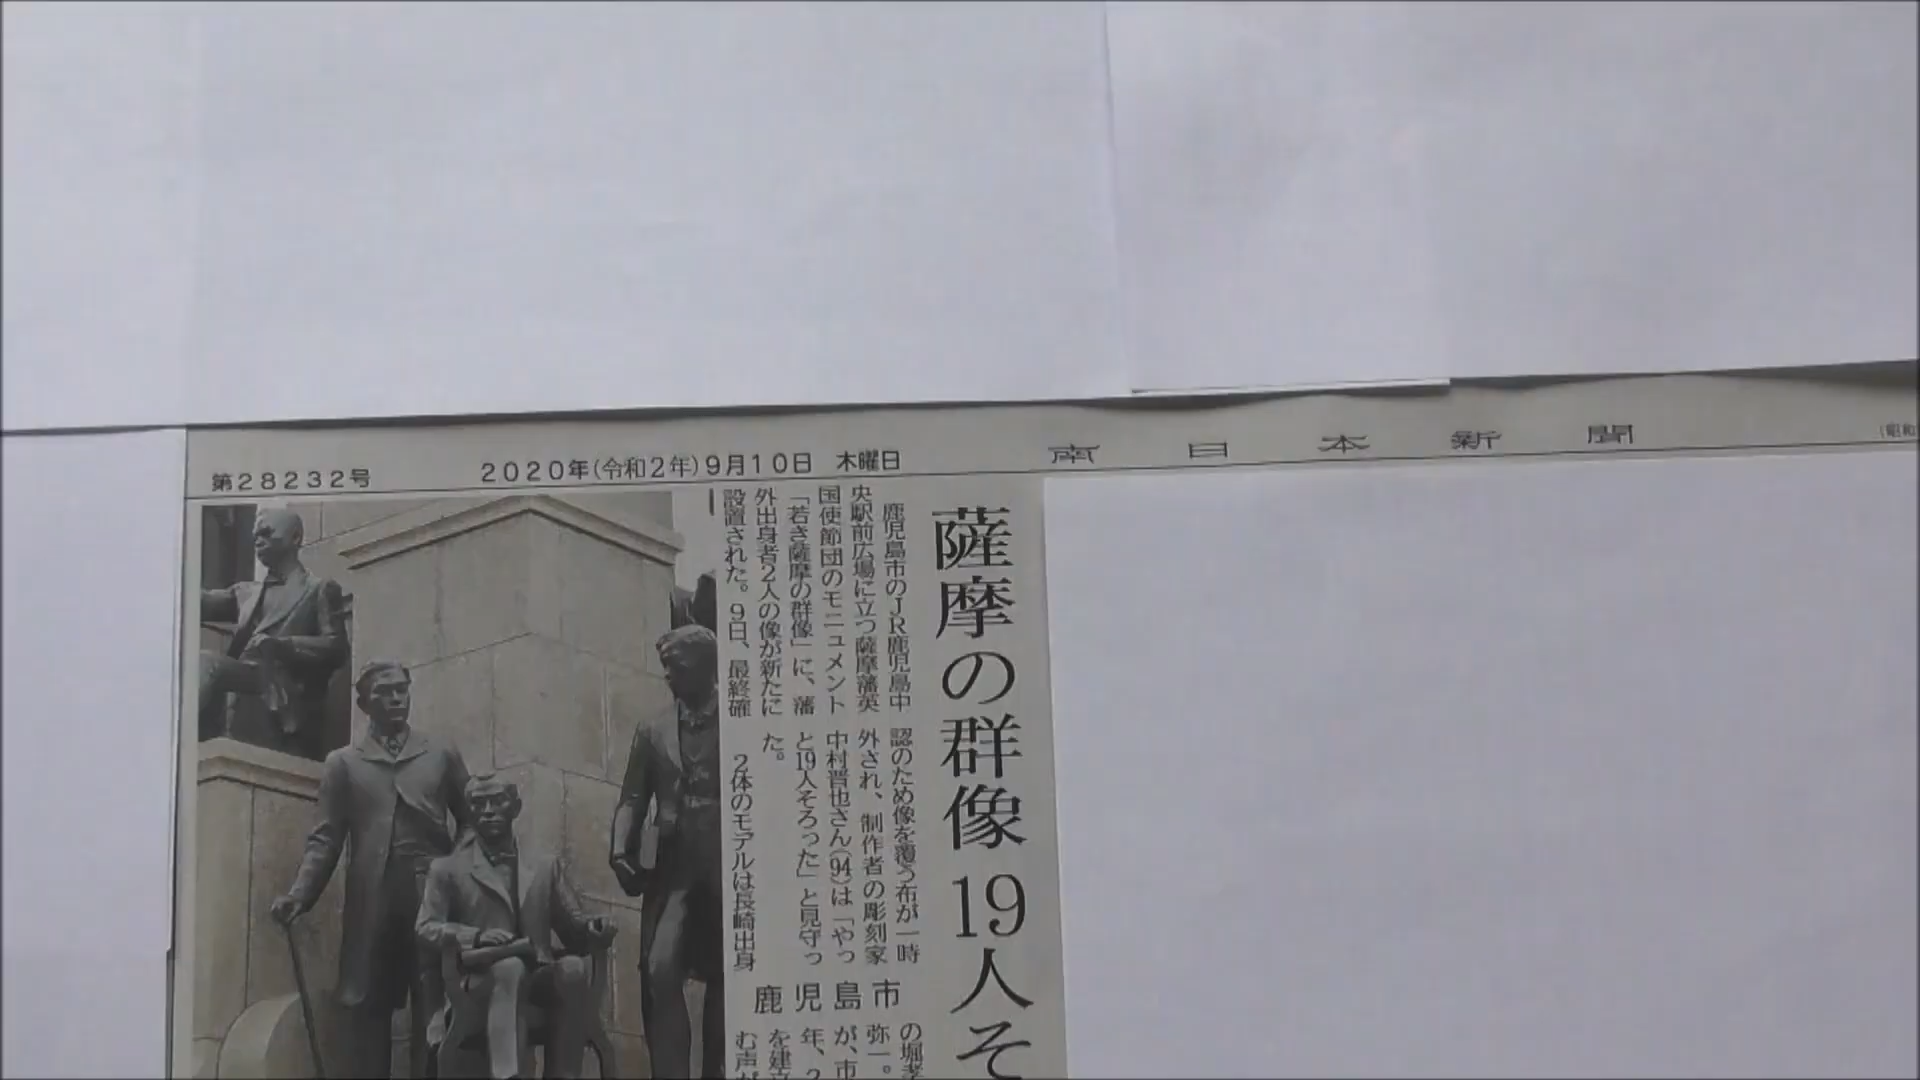 第28232号
2020年(令和2年)9月10日 木曜日
南日本新聞
(昭和
薩摩の群像 19人そ
鹿児島市のJR鹿児島中
央駅前広場に立つ薩摩藩英
国使節団のモニュメント
「若き薩摩の群像」に、藩
外出身者2人の像が新たに
設置された。9日、最終確
認のため像を覆う布が一時
外され、制作者の彫刻家
中村晋也さん(94)は「やっ
と19人そろった」と見守っ
た。
2体のモデルは長崎出身
鹿児島市
の堀孝
弥一。
が、市
年、2
を建立
む声が